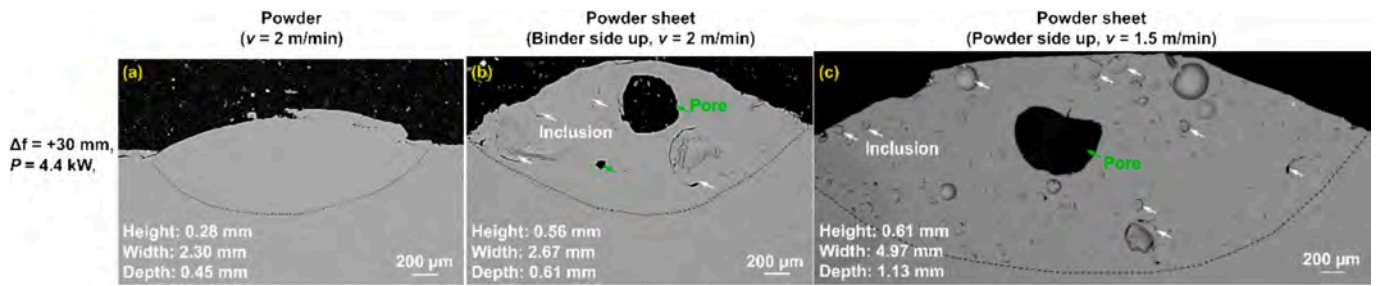 Powder
(v = 2 m/min)
Powder sheet
(Binder side up, v = 2 m/min)
Powder sheet
(Powder side up, v = 1.5 m/min)
Δf = +30 mm,
P = 4.4 kW,
(a)
Height: 0.28 mm
Width: 2.30 mm
Depth: 0.45 mm
200 μm
(b)
Pore
Inclusion
Height: 0.56 mm
Width: 2.67 mm
Depth: 0.61 mm
200 μm
(c)
Inclusion
Pore
Height: 0.61 mm
Width: 4.97 mm
Depth: 1.13 mm
200 μm